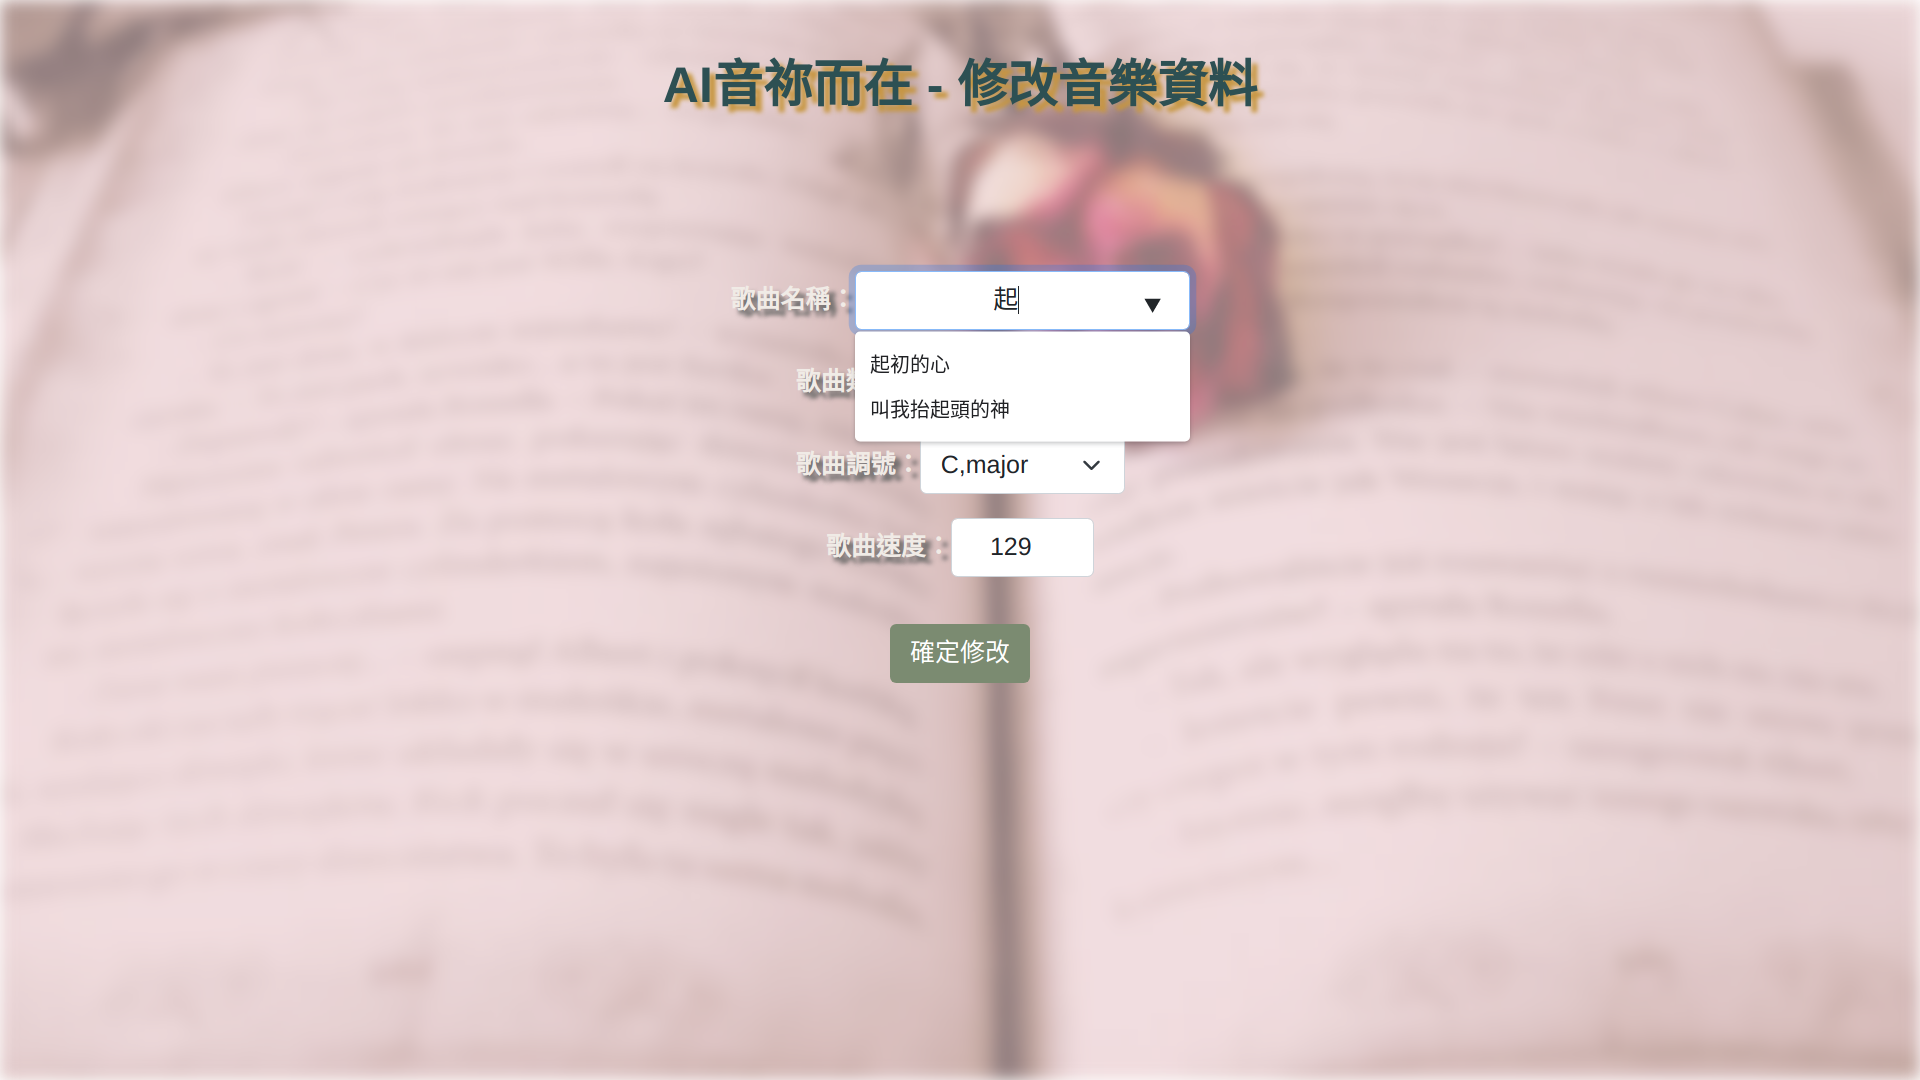 AI音祢而在 - 修改音樂資料
歌曲名稱：
起
起初的心
叫我抬起頭的神
歌曲
歌曲調號：
C,major
歌曲速度：
129
確定修改